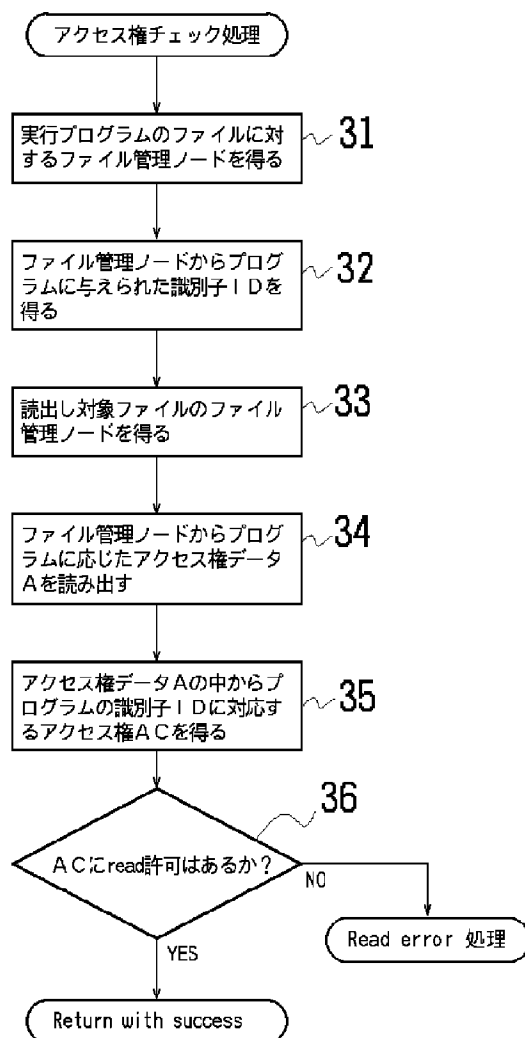 アクセス権チェック処理
実行プログラムのファイルに対
するファイル管理ノードを得る
31
ファイル管理ノードからプログ
ラムに与えられた識別子ＩＤを
得る
32
読出し対象ファイルのファイル
管理ノードを得る
33
ファイル管理ノードからプログ
ラムに応じたアクセス権データ
Ａを読み出す
34
アクセス権データＡの中からプ
ログラムの識別子ＩＤに対応す
るアクセス権ＡＣを得る
35
36
ＡＣにread許可はあるか？
NO
YES
Read error 処理
Return with success